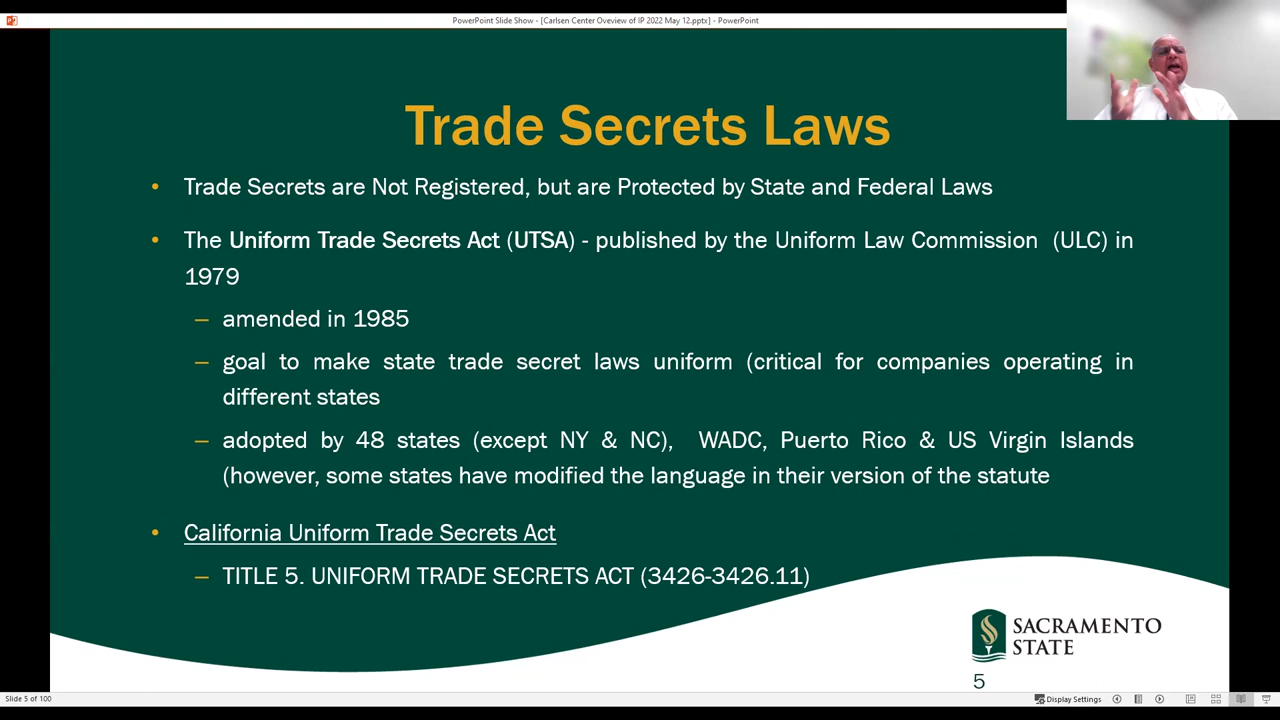 PowerPoint Slide Show - [Carlsen Center Oveview of IP 2022 May 12.pptx] - PowerPoint
Trade Secrets Laws
• Trade Secrets are Not Registered, but are Protected by State and Federal Laws
• The Uniform Trade Secrets Act (UTSA) - published by the Uniform Law Commission (ULC) in
1979
– amended in 1985
– goal to make state trade secret laws uniform (critical for companies operating in
different states
– adopted by 48 states (except NY & NC), WADC, Puerto Rico & US Virgin Islands
(however, some states have modified the language in their version of the statute
• California Uniform Trade Secrets Act
– TITLE 5. UNIFORM TRADE SECRETS ACT (3426-3426.11)
SACRAMENTO
STATE
5
Slide 5 of 100
Display Settings